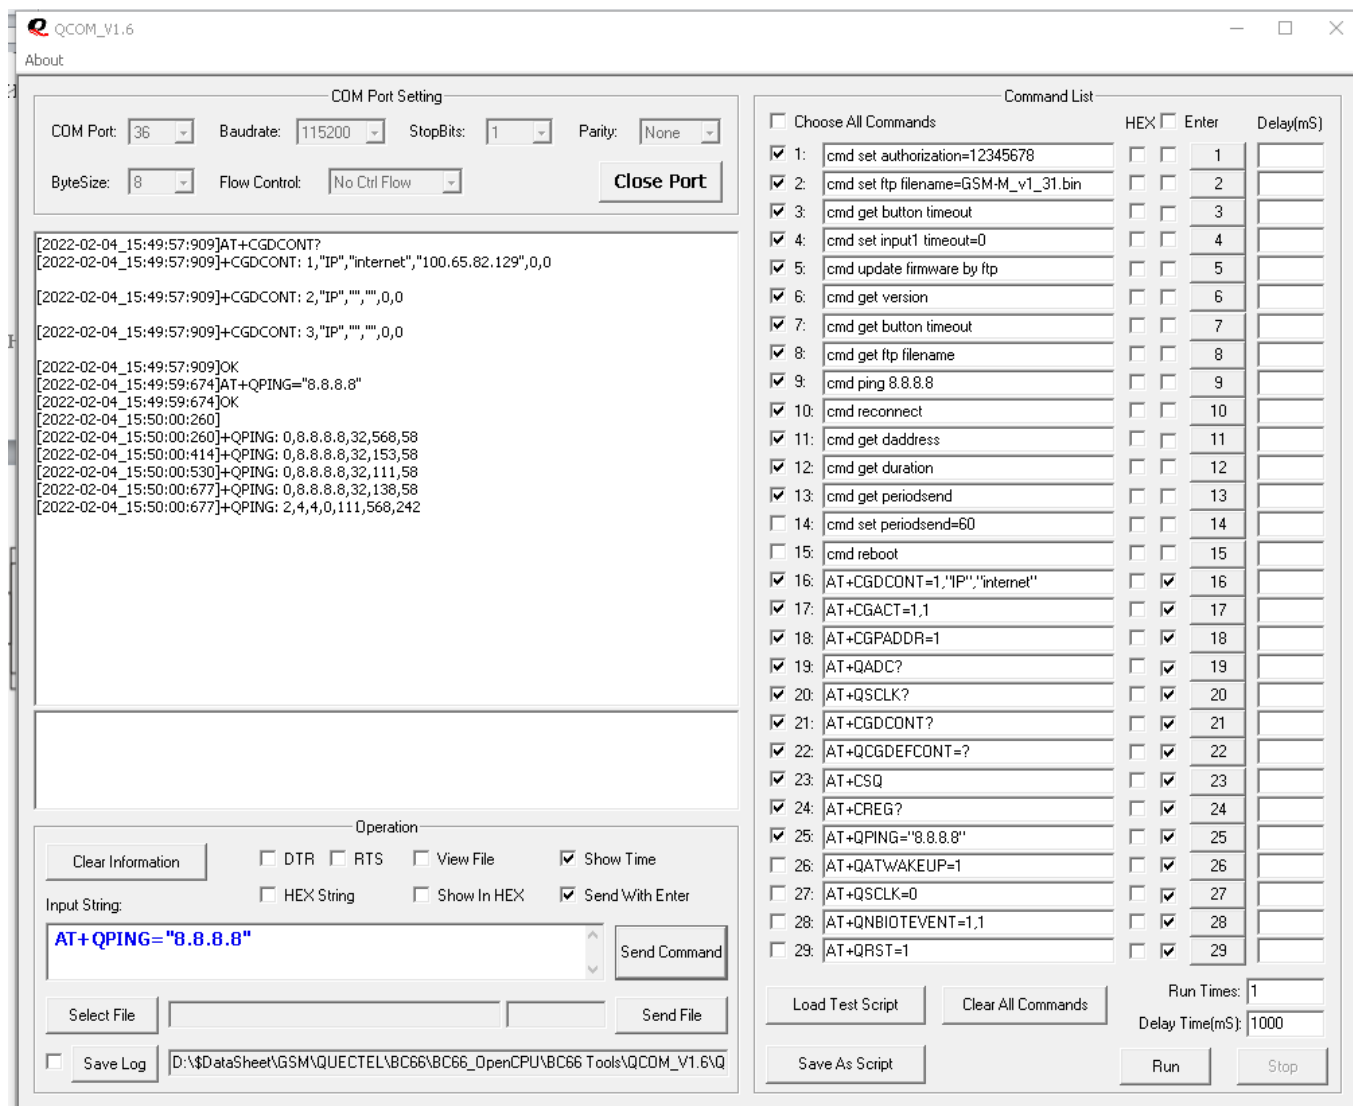 QCOM_V1.6
About
COM Port Setting
COM Port: 36 Baudrate: 115200 StopBits: 1 Parity: None
ByteSize: 8 Flow Control: No Ctrl Flow Close Port
[2022-02-04_15:49:57:909]AT+CGDCONT?
[2022-02-04_15:49:57:909]+CGDCONT: 1,"IP","internet","100.65.82.129",0,0
[2022-02-04_15:49:57:909]+CGDCONT: 2,"IP","","",0,0
[2022-02-04_15:49:57:909]+CGDCONT: 3,"IP","","",0,0
[2022-02-04_15:49:57:909]OK
[2022-02-04_15:49:59:674]AT+QPING="8.8.8.8"
[2022-02-04_15:49:59:674]OK
[2022-02-04_15:50:00:260]
[2022-02-04_15:50:00:260]+QPING: 0,8.8.8.8,32,568,58
[2022-02-04_15:50:00:414]+QPING: 0,8.8.8.8,32,153,58
[2022-02-04_15:50:00:530]+QPING: 0,8.8.8.8,32,111,58
[2022-02-04_15:50:00:677]+QPING: 0,8.8.8.8,32,138,58
[2022-02-04_15:50:00:677]+QPING: 2,4,4,0,111,568,242
Operation
Clear Information DTR RTS View File Show Time
HEX String Show In HEX Send With Enter
Input String:
AT+QPING="8.8.8.8"
Send Command
Select File Send File
Save Log D:\$DataSheet\GSM\QUECTEL\BC66\BC66_OpenCPU\BC66 Tools\QCOM_V1.6\Q
Command List
Choose All Commands HEX Enter Delay(mS)
1: cmd set authorization=12345678 1
2: cmd set ftp filename=GSM-M_v1_31.bin 2
3: cmd get button timeout 3
4: cmd set input1 timeout=0 4
5: cmd update firmware by ftp 5
6: cmd get version 6
7: cmd get button timeout 7
8: cmd get ftp filename 8
9: cmd ping 8.8.8.8 9
10: cmd reconnect 10
11: cmd get daddress 11
12: cmd get duration 12
13: cmd get periodsend 13
14: cmd set periodsend=60 14
15: cmd reboot 15
16: AT+CGDCONT=1,"IP","internet" 16
17: AT+CGACT=1,1 17
18: AT+CGPADDR=1 18
19: AT+QADC? 19
20: AT+QSCLK? 20
21: AT+CGDCONT? 21
22: AT+QCGDEFCONT=? 22
23: AT+CSQ 23
24: AT+CREG? 24
25: AT+QPING="8.8.8.8" 25
26: AT+QATWAKEUP=1 26
27: AT+QSCLK=0 27
28: AT+QNBIOTEVENT=1,1 28
29: AT+QRST=1 29
Load Test Script Clear All Commands Run Times: 1
Delay Time(mS): 1000
Save As Script Run Stop